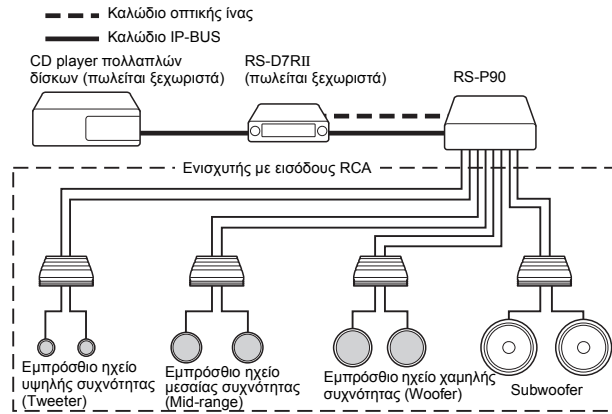 Καλώδιο οπτικής ίνας
Καλώδιο IP-BUS
CD player πολλαπλών
δίσκων (πωλείται ξεχωριστά)
RS-D7RII
(πωλείται ξεχωριστά)
RS-P90
Ενισχυτής με εισόδους RCA
Εμπρόσθιο ηχείο
υψηλής συχνότητας
(Tweeter)
Εμπρόσθιο ηχείο
μεσαίας συχνότητας
(Mid-range)
Εμπρόσθιο ηχείο χαμηλής
συχνότητας (Woofer)
Subwoofer